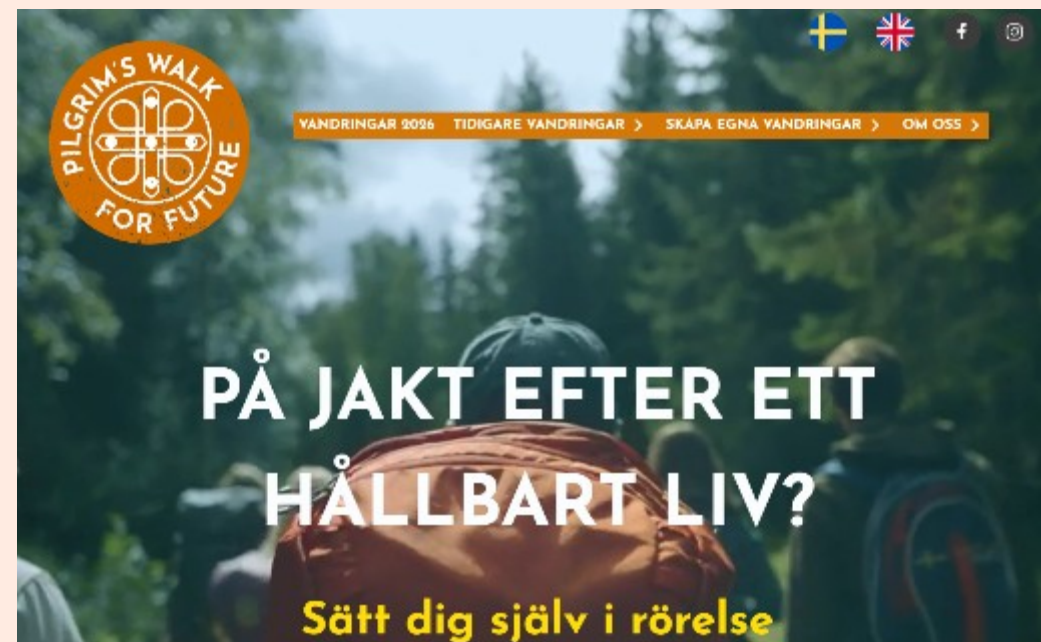 PILGRIM'S WALK
FOR FUTURE
VANDRINGAR 2026 TIDIGARE VANDRINGAR > SKAPA EGNA VANDRINGAR > OM OSS >
PÅ JAKT EFTER ETT
HÅLLBART LIV?
Sätt dig själv i rörelse